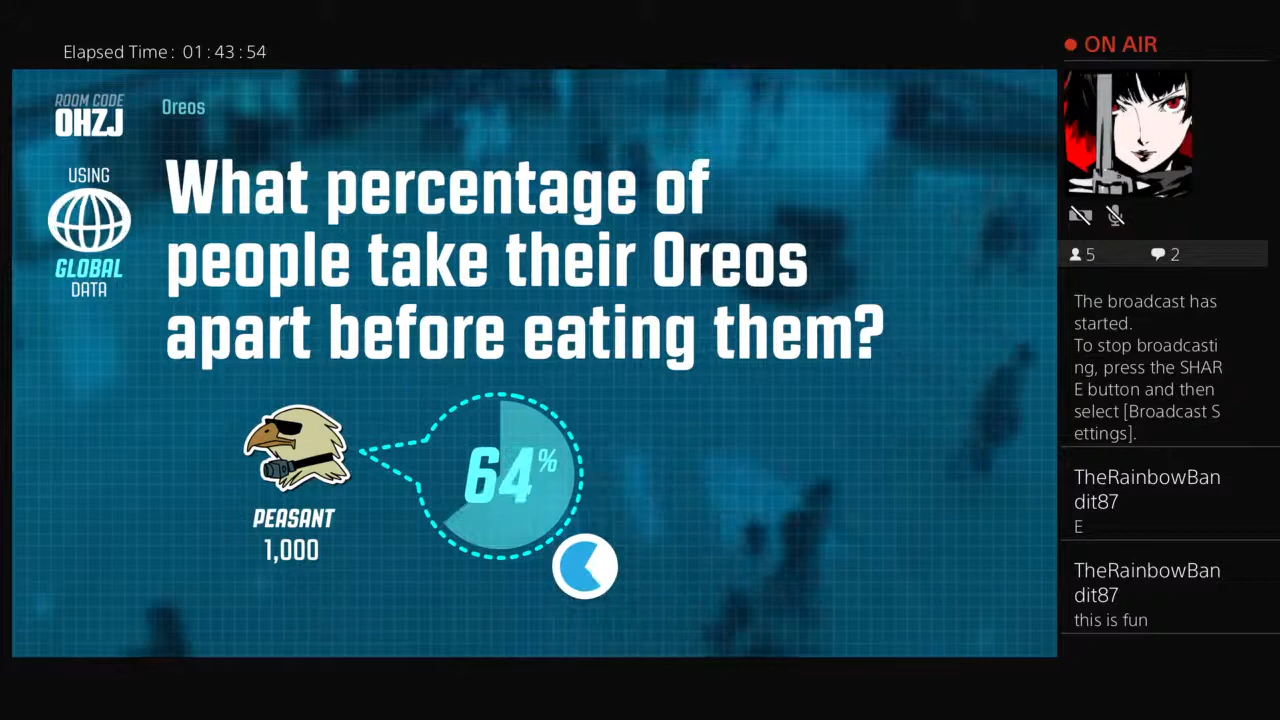 Elapsed Time: 01:43:54
ON AIR
ROOM CODE
OHZJ
Oreos
USING
GLOBAL
DATA
What percentage of
people take their Oreos
apart before eating them?
64%
PEASANT
1,000
5
2
The broadcast has
started.
To stop broadcasti
ng, press the SHAR
E button and then
select [Broadcast S
ettings].
TheRainbowBan
dit87
E
TheRainbowBan
dit87
this is fun